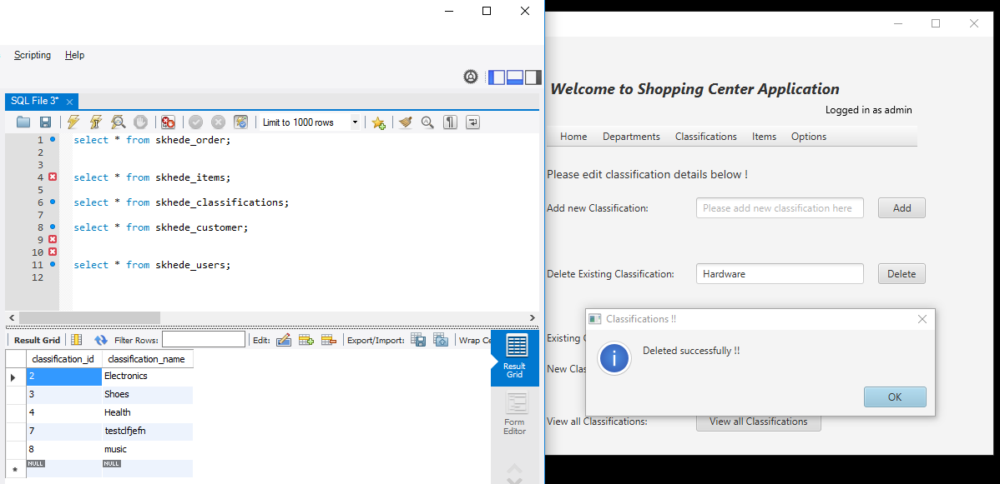 Scripting Help
SQL File 3*
Limit to 1000 rows
1 select * from skhede_order;
2
3
4 select * from skhede_items;
5
6 select * from skhede_classifications;
7
8 select * from skhede_customer;
9
10
11 select * from skhede_users;
12
Result Grid Filter Rows: Edit: Export/Import: Wrap Ce
classification_id classification_name
2 Electronics
3 Shoes
4 Health
7 testclfjefn
8 music
NULL NULL
Result
Grid
Form
Editor
Welcome to Shopping Center Application
Logged in as admin
Home Departments Classifications Items Options
Please edit classification details below !
Add new Classification: Please add new classification here Add
Delete Existing Classification: Hardware Delete
Existing
New Clas
Classifications !!
Deleted successfully !!
OK
View all Classifications: View all Classifications